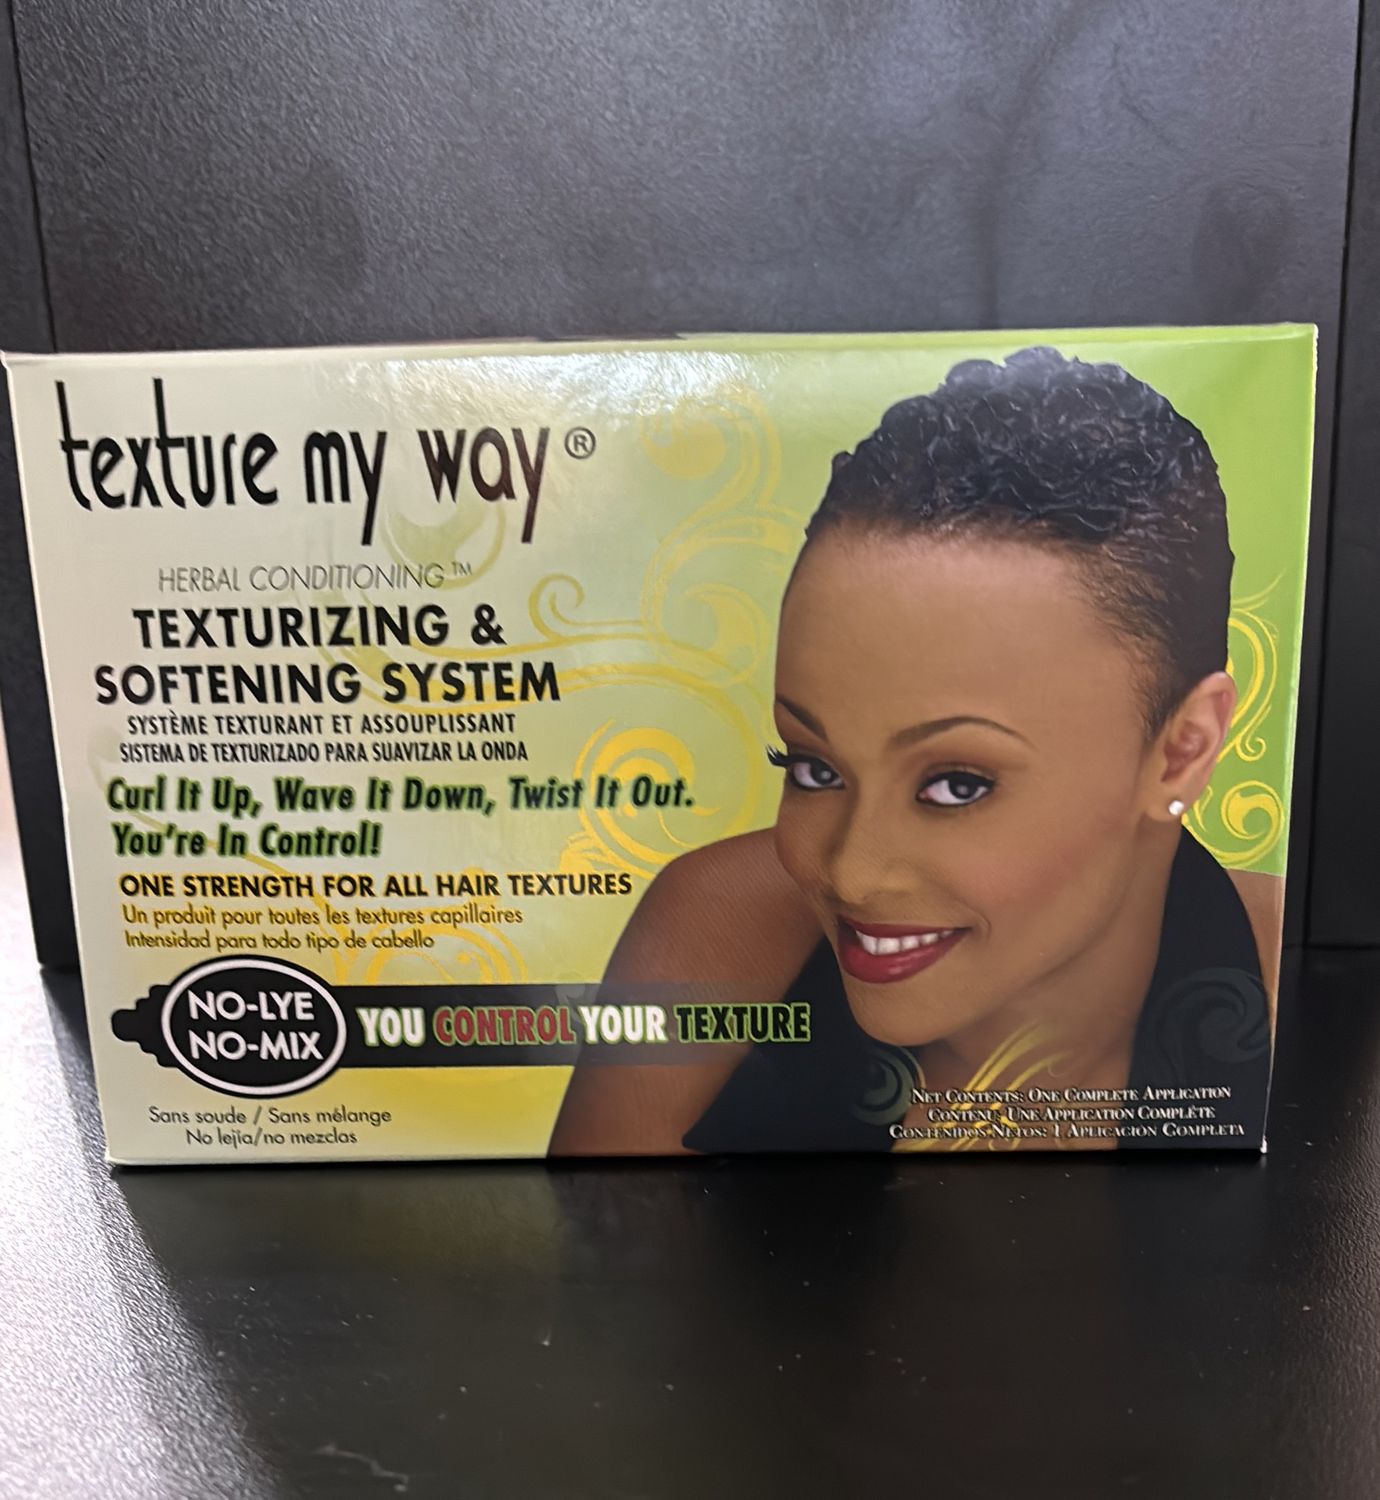 texture my way®
HERBAL CONDITIONING™
TEXTURIZING &
SOFTENING SYSTEM
SYSTÈME TEXTURANT ET ASSOUPLISSANT
SISTEMA DE TEXTURIZADO PARA SUAVIZAR LA ONDA
Curl It Up, Wave It Down, Twist It Out.
You're In Control!
ONE STRENGTH FOR ALL HAIR TEXTURES
Un produit pour toutes les textures capillaires
Intensidad para todo tipo de cabello
NO-LYE
NO-MIX
YOU CONTROL YOUR TEXTURE
Sans soude / Sans mélange
No lejía/no mezclas
NET CONTENTS: ONE COMPLETE APPLICATION
CONTENU: UNE APPLICATION COMPLÉTE
CONTENIDOS NETOS: 1 APLICACIÓN COMPLETA